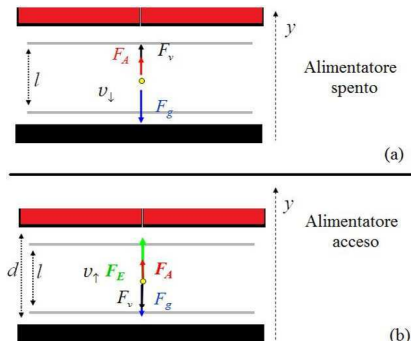 y
F_A
F_v
l
v↓
F_g
Alimentatore
spento
(a)
y
Alimentatore
acceso
d
l
v↑
F_E
F_A
F_v
F_g
(b)